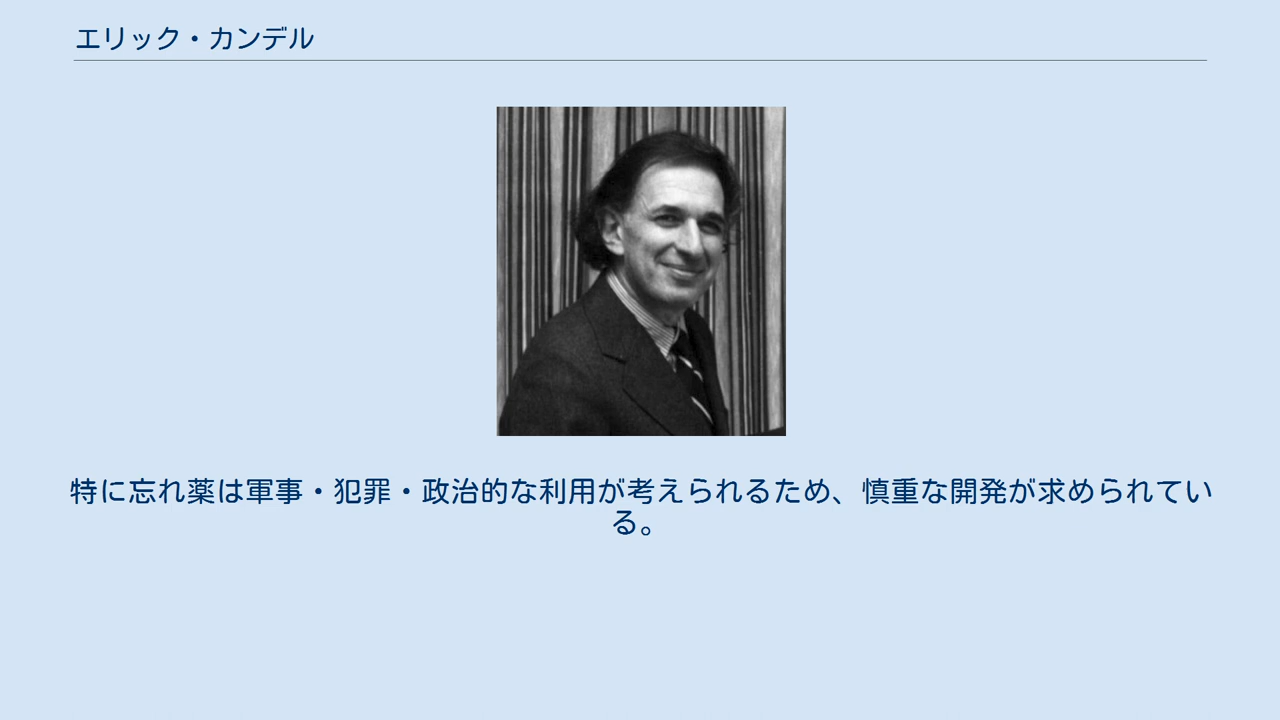 エリック・カンデル
特に忘れ薬は軍事・犯罪・政治的な利用が考えられるため、慎重な開発が求められてい
る。